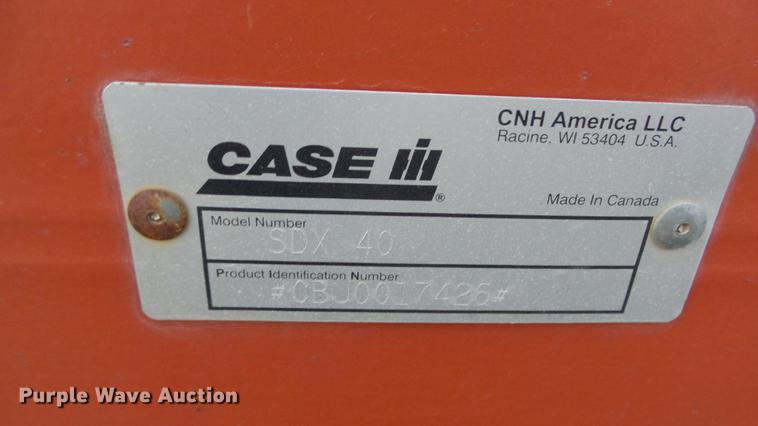 CNH America LLC
Racine, WI 53404 U.S.A.
CASE IH ®
Made In Canada
Model Number
SDX 40
Product Identification Number
#CBJ0017426#
Purple Wave Auction